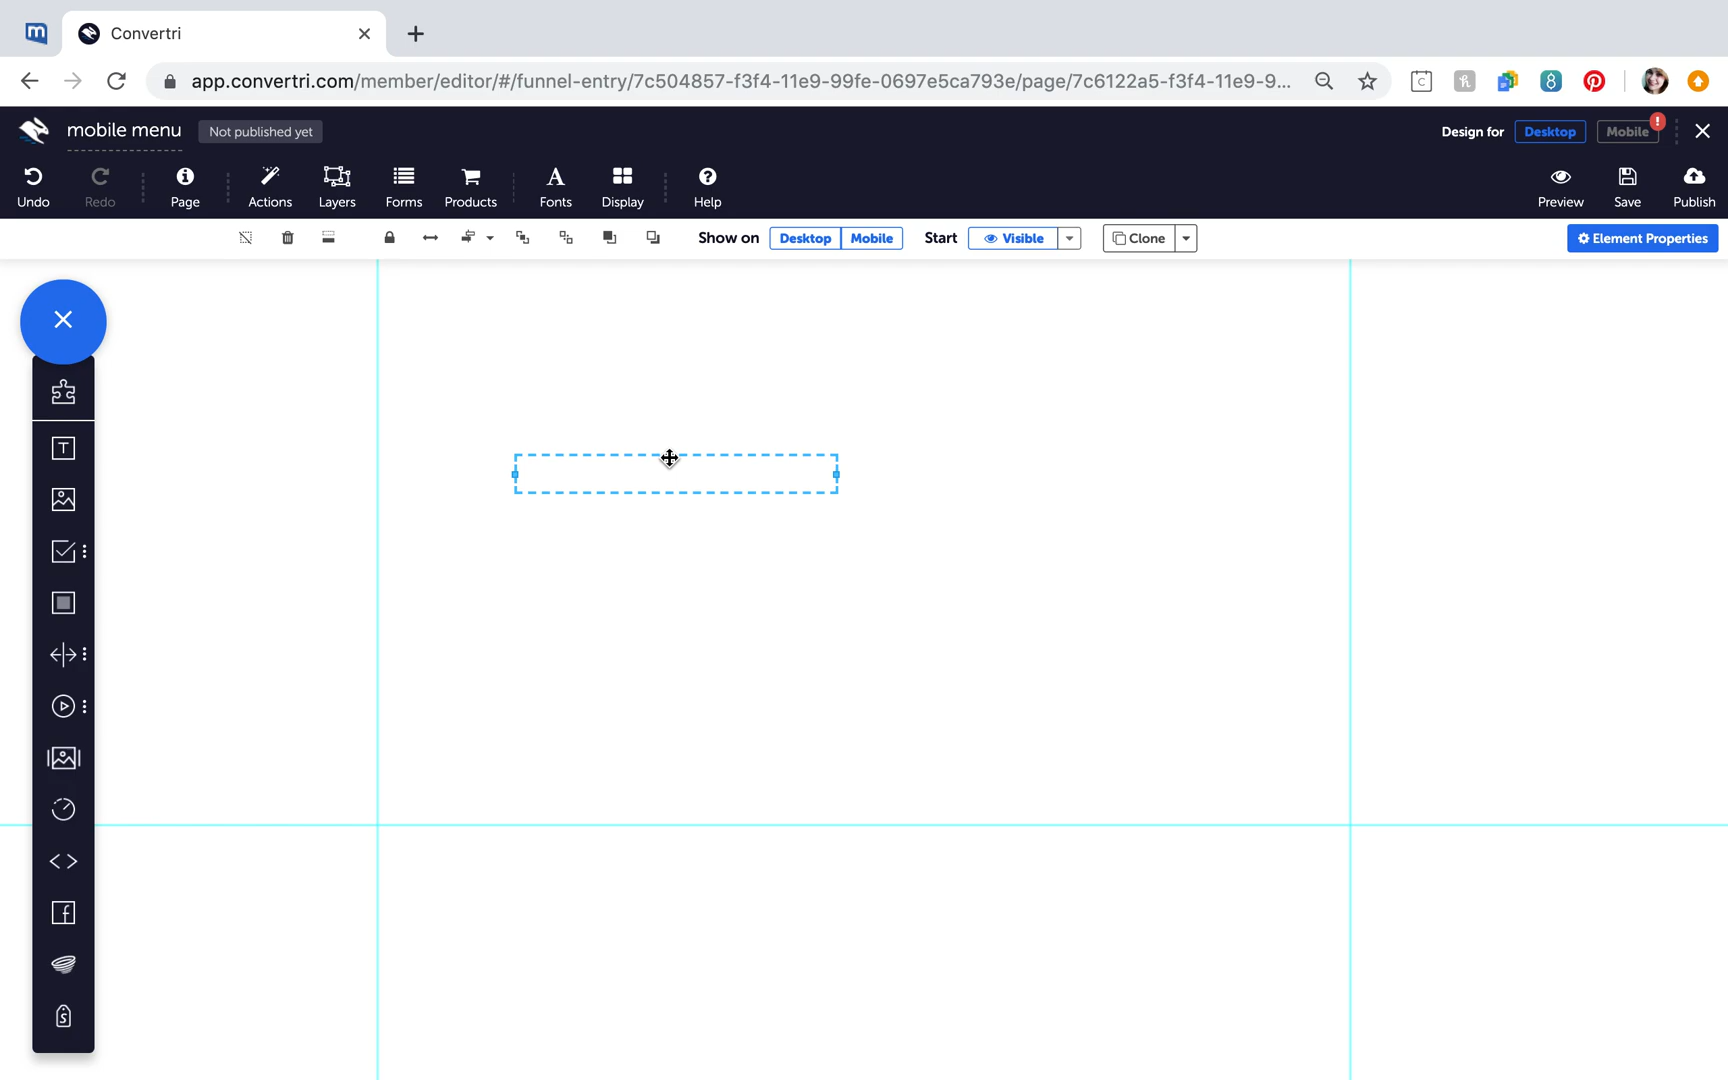 m
Convertri
app.convertri.com/member/editor/#/funnel-entry/7c504857-f3f4-11e9-99fe-0697e5ca793e/page/7c6122a5-f3f4-11e9-9...
C
h
8
mobile menu
Not published yet
Design for
Desktop
Mobile
!
Undo
Redo
Page
Actions
Layers
Forms
Products
A
Fonts
Display
?
Help
Preview
Save
Publish
Show on
Desktop
Mobile
Start
Visible
Clone
Element Properties
T
f
S